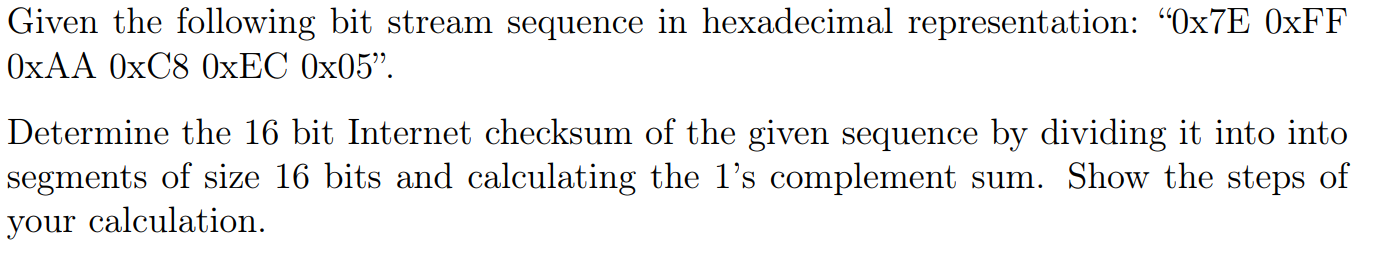 Given the following bit stream sequence in hexadecimal representation: “0x7E 0xFF
0xAA 0xC8 0xEC 0x05”.
Determine the 16 bit Internet checksum of the given sequence by dividing it into into
segments of size 16 bits and calculating the 1’s complement sum. Show the steps of
your calculation.